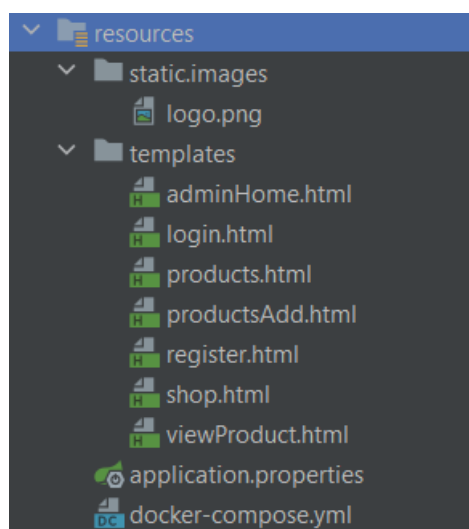 resources
static.images
logo.png
templates
H adminHome.html
H login.html
H products.html
H productsAdd.html
H register.html
H shop.html
H viewProduct.html
application.properties
DC docker-compose.yml